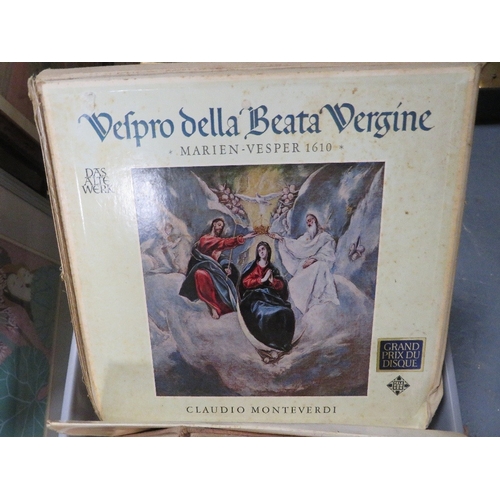 Vespro della Beata Vergine
MARIEN-VESPER 1610
DAS
ALTE
WERK
GRAND
PRIX DU
DISQUE
CLAUDIO MONTEVERDI